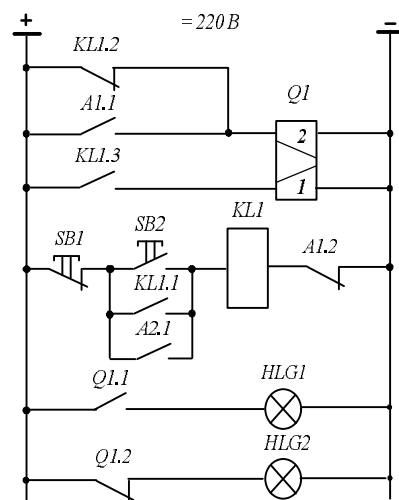 + = 220 В −
KL1.2
A1.1
Q1
2
KL1.3
1
SB1 SB2 KL1 A1.2
KL1.1
A2.1
Q1.1 HLG1
Q1.2 HLG2